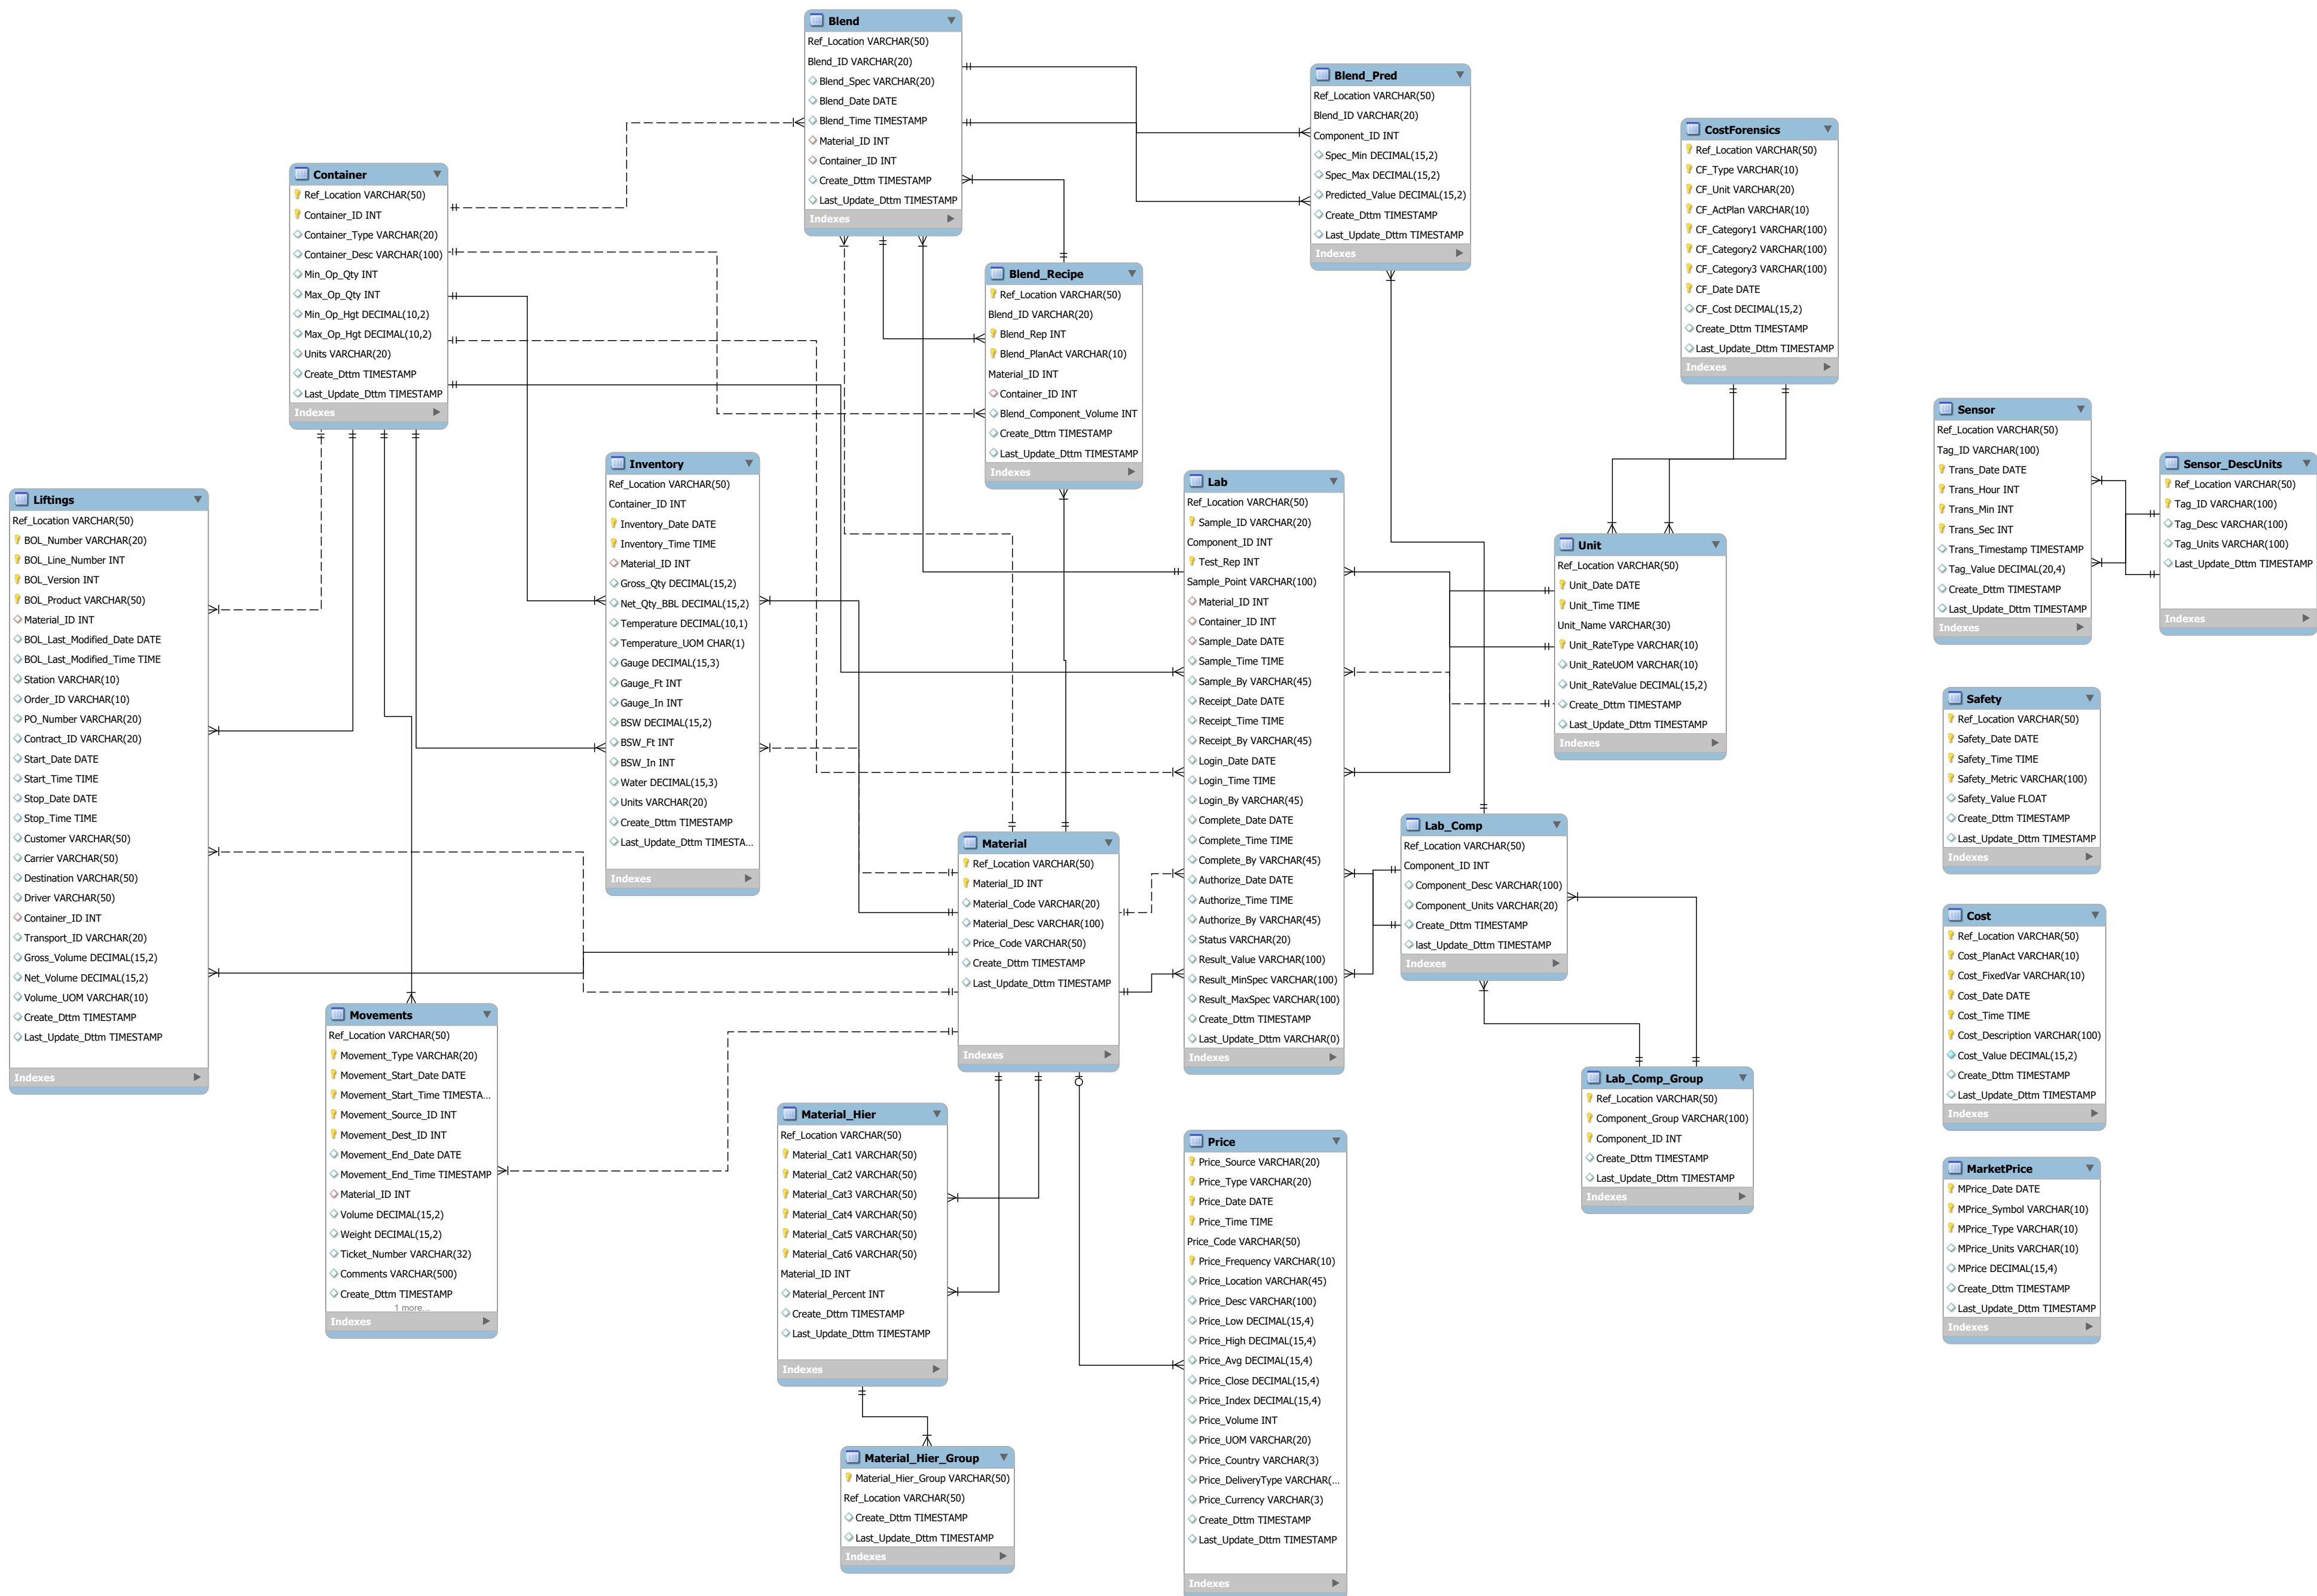 Blend
Ref_Location VARCHAR(50)
Blend_ID VARCHAR(20)
Blend_Spec VARCHAR(20)
Blend_Date DATE
Blend_Time TIMESTAMP
Material_ID INT
Container_ID INT
Create_Dttm TIMESTAMP
Last_Update_Dttm TIMESTAMP
Indexes
Blend_Pred
Ref_Location VARCHAR(50)
Blend_ID VARCHAR(20)
Component_ID INT
Spec_Min DECIMAL(15,2)
Spec_Max DECIMAL(15,2)
Predicted_Value DECIMAL(15,2)
Create_Dttm TIMESTAMP
Last_Update_Dttm TIMESTAMP
Indexes
CostForensics
Ref_Location VARCHAR(50)
CF_Type VARCHAR(10)
CF_Unit VARCHAR(20)
CF_ActPlan VARCHAR(10)
CF_Category1 VARCHAR(100)
CF_Category2 VARCHAR(100)
CF_Category3 VARCHAR(100)
CF_Date DATE
CF_Cost DECIMAL(15,2)
Create_Dttm TIMESTAMP
Last_Update_Dttm TIMESTAMP
Indexes
Container
Ref_Location VARCHAR(50)
Container_ID INT
Container_Type VARCHAR(20)
Container_Desc VARCHAR(100)
Min_Op_Qty INT
Max_Op_Qty INT
Min_Op_Hgt DECIMAL(10,2)
Max_Op_Hgt DECIMAL(10,2)
Units VARCHAR(20)
Create_Dttm TIMESTAMP
Last_Update_Dttm TIMESTAMP
Indexes
Blend_Recipe
Ref_Location VARCHAR(50)
Blend_ID VARCHAR(20)
Blend_Rep INT
Blend_PlanAct VARCHAR(10)
Material_ID INT
Container_ID INT
Blend_Component_Volume INT
Create_Dttm TIMESTAMP
Last_Update_Dttm TIMESTAMP
Indexes
Sensor
Ref_Location VARCHAR(50)
Tag_ID VARCHAR(100)
Trans_Date DATE
Trans_Hour INT
Trans_Min INT
Trans_Sec INT
Trans_Timestamp TIMESTAMP
Tag_Value DECIMAL(20,4)
Create_Dttm TIMESTAMP
Last_Update_Dttm TIMESTAMP
Indexes
Sensor_DescUnits
Ref_Location VARCHAR(50)
Tag_ID VARCHAR(100)
Tag_Desc VARCHAR(100)
Tag_Units VARCHAR(100)
Last_Update_Dttm TIMESTAMP
Indexes
Liftings
Ref_Location VARCHAR(50)
BOL_Number VARCHAR(20)
BOL_Line_Number INT
BOL_Version INT
BOL_Product VARCHAR(50)
Material_ID INT
BOL_Last_Modified_Date DATE
BOL_Last_Modified_Time TIME
Station VARCHAR(10)
Order_ID VARCHAR(10)
PO_Number VARCHAR(20)
Contract_ID VARCHAR(20)
Start_Date DATE
Start_Time TIME
Stop_Date DATE
Stop_Time TIME
Customer VARCHAR(50)
Carrier VARCHAR(50)
Destination VARCHAR(50)
Driver VARCHAR(50)
Container_ID INT
Transport_ID VARCHAR(20)
Gross_Volume DECIMAL(15,2)
Net_Volume DECIMAL(15,2)
Volume_UOM VARCHAR(10)
Create_Dttm TIMESTAMP
Last_Update_Dttm TIMESTAMP
Indexes
Inventory
Ref_Location VARCHAR(50)
Container_ID INT
Inventory_Date DATE
Inventory_Time TIME
Material_ID INT
Gross_Qty DECIMAL(15,2)
Net_Qty_BBL DECIMAL(15,2)
Temperature DECIMAL(10,1)
Temperature_UOM CHAR(1)
Gauge DECIMAL(15,3)
Gauge_Ft INT
Gauge_In INT
BSW DECIMAL(15,2)
BSW_Ft INT
BSW_In INT
Water DECIMAL(15,3)
Units VARCHAR(20)
Create_Dttm TIMESTAMP
Last_Update_Dttm TIMESTA...
Indexes
Lab
Ref_Location VARCHAR(50)
Sample_ID VARCHAR(20)
Component_ID INT
Test_Rep INT
Sample_Point VARCHAR(100)
Material_ID INT
Container_ID INT
Sample_Date DATE
Sample_Time TIME
Sample_By VARCHAR(45)
Receipt_Date DATE
Receipt_Time TIME
Receipt_By VARCHAR(45)
Login_Date DATE
Login_Time TIME
Login_By VARCHAR(45)
Complete_Date DATE
Complete_Time TIME
Complete_By VARCHAR(45)
Authorize_Date DATE
Authorize_Time TIME
Authorize_By VARCHAR(45)
Status VARCHAR(20)
Result_Value VARCHAR(100)
Result_MinSpec VARCHAR(100)
Result_MaxSpec VARCHAR(100)
Create_Dttm TIMESTAMP
Last_Update_Dttm VARCHAR(0)
Indexes
Unit
Ref_Location VARCHAR(50)
Unit_Date DATE
Unit_Time TIME
Unit_Name VARCHAR(30)
Unit_RateType VARCHAR(10)
Unit_RateUOM VARCHAR(10)
Unit_RateValue DECIMAL(15,2)
Create_Dttm TIMESTAMP
Last_Update_Dttm TIMESTAMP
Indexes
Safety
Ref_Location VARCHAR(50)
Safety_Date DATE
Safety_Time TIME
Safety_Metric VARCHAR(100)
Safety_Value FLOAT
Create_Dttm TIMESTAMP
Last_Update_Dttm TIMESTAMP
Indexes
Material
Ref_Location VARCHAR(50)
Material_ID INT
Material_Code VARCHAR(20)
Material_Desc VARCHAR(100)
Price_Code VARCHAR(50)
Create_Dttm TIMESTAMP
Last_Update_Dttm TIMESTAMP
Indexes
Lab_Comp
Ref_Location VARCHAR(50)
Component_ID INT
Component_Desc VARCHAR(100)
Component_Units VARCHAR(20)
Create_Dttm TIMESTAMP
last_Update_Dttm TIMESTAMP
Indexes
Cost
Ref_Location VARCHAR(50)
Cost_PlanAct VARCHAR(10)
Cost_FixedVar VARCHAR(10)
Cost_Date DATE
Cost_Time TIME
Cost_Description VARCHAR(100)
Cost_Value DECIMAL(15,2)
Create_Dttm TIMESTAMP
Last_Update_Dttm TIMESTAMP
Indexes
Movements
Ref_Location VARCHAR(50)
Movement_Type VARCHAR(20)
Movement_Start_Date DATE
Movement_Start_Time TIMESTA...
Movement_Source_ID INT
Movement_Dest_ID INT
Movement_End_Date DATE
Movement_End_Time TIMESTAMP
Material_ID INT
Volume DECIMAL(15,2)
Weight DECIMAL(15,2)
Ticket_Number VARCHAR(32)
Comments VARCHAR(500)
Create_Dttm TIMESTAMP
1 more...
Indexes
Material_Hier
Ref_Location VARCHAR(50)
Material_Cat1 VARCHAR(50)
Material_Cat2 VARCHAR(50)
Material_Cat3 VARCHAR(50)
Material_Cat4 VARCHAR(50)
Material_Cat5 VARCHAR(50)
Material_Cat6 VARCHAR(50)
Material_ID INT
Material_Percent INT
Create_Dttm TIMESTAMP
Last_Update_Dttm TIMESTAMP
Indexes
Lab_Comp_Group
Ref_Location VARCHAR(50)
Component_Group VARCHAR(100)
Component_ID INT
Create_Dttm TIMESTAMP
Last_Update_Dttm TIMESTAMP
Indexes
Price
Price_Source VARCHAR(20)
Price_Type VARCHAR(20)
Price_Date DATE
Price_Time TIME
Price_Code VARCHAR(50)
Price_Frequency VARCHAR(10)
Price_Location VARCHAR(45)
Price_Desc VARCHAR(100)
Price_Low DECIMAL(15,4)
Price_High DECIMAL(15,4)
Price_Avg DECIMAL(15,4)
Price_Close DECIMAL(15,4)
Price_Index DECIMAL(15,4)
Price_Volume INT
Price_UOM VARCHAR(20)
Price_Country VARCHAR(3)
Price_DeliveryType VARCHAR(...
Price_Currency VARCHAR(3)
Create_Dttm TIMESTAMP
Last_Update_Dttm TIMESTAMP
Indexes
MarketPrice
MPrice_Date DATE
MPrice_Symbol VARCHAR(10)
MPrice_Type VARCHAR(10)
MPrice_Units VARCHAR(10)
MPrice DECIMAL(15,4)
Create_Dttm TIMESTAMP
Last_Update_Dttm TIMESTAMP
Indexes
Material_Hier_Group
Material_Hier_Group VARCHAR(50)
Ref_Location VARCHAR(50)
Create_Dttm TIMESTAMP
Last_Update_Dttm TIMESTAMP
Indexes